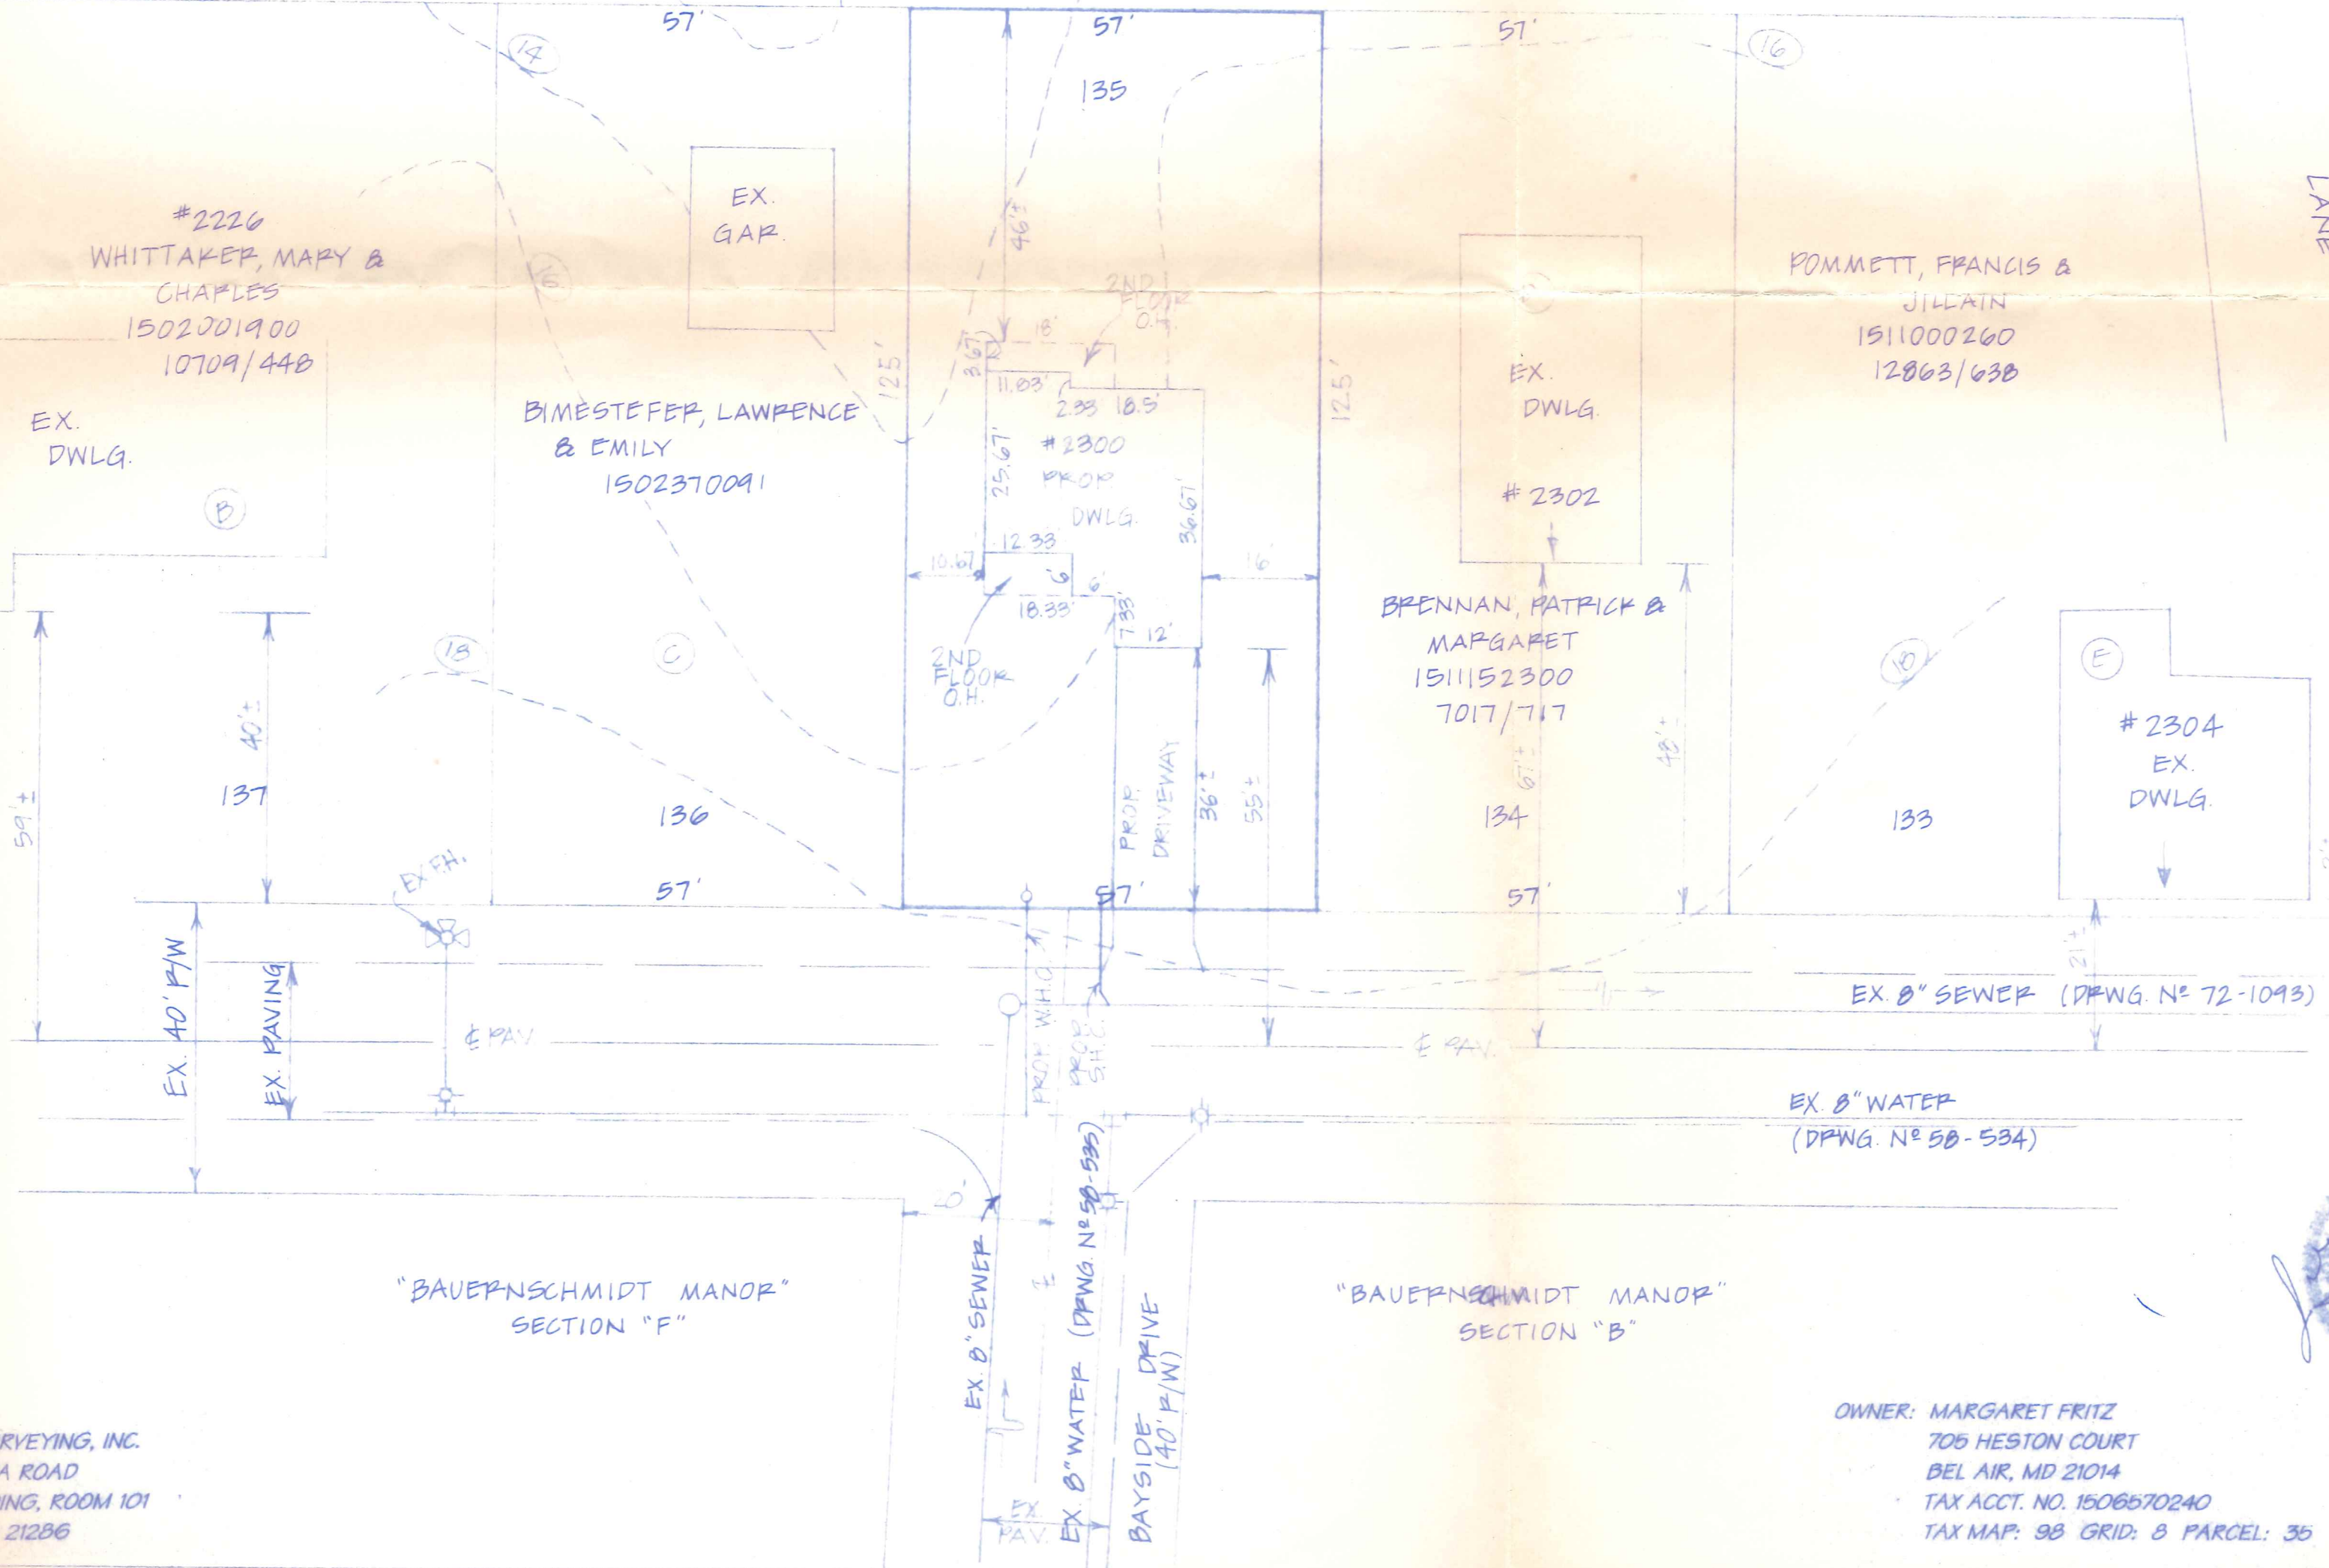 57'
57'
57'
14
16
135
LANE
EX.
GAR.
#2226
WHITTAKER, MARY &
CHARLES
1502001900
10709/448
EX.
DWLG.
B
46'±
2ND
FLOOR
O.H.
18'
3.67'
11.83'
2.33
18.5'
125'
125'
#2300
PROP.
DWLG.
25.67'
36.67'
12.33'
10.67'
6'
6'
18.33'
7.33'
12'
16'
2ND
FLOOR
O.H.
BIMESTEFER, LAWRENCE
& EMILY
1502370091
EX.
DWLG.
#2302
POMMETT, FRANCIS &
JILLAIN
1511000260
12863/638
BRENNAN, PATRICK &
MARGARET
1511152300
7017/717
18
C
E
#2304
EX.
DWLG.
59'±
40'±
137
136
PROP.
DRIVEWAY
36'±
55'±
67'±
48'±
134
133
EX. F.H.
57'
57'
57'
EX. 40' R/W
EX. PAVING
℄ PAV.
PROP. W.H.C.
PROP.
S.H.C.
℄ PAV.
21'±
EX. 8" SEWER (DRWG. Nº 72-1093)
EX. 8" WATER
(DRWG. Nº 58-534)
20'
EX. 8" SEWER
EX. 8" WATER (DRWG. Nº 58-535)
BAYSIDE DRIVE
(40' R/W)
EX.
PAV.
"BAUERNSCHMIDT MANOR"
SECTION "F"
"BAUERNSCHMIDT MANOR"
SECTION "B"
RVEYING, INC.
A ROAD
ING, ROOM 101
21286
OWNER: MARGARET FRITZ
705 HESTON COURT
BEL AIR, MD 21014
TAX ACCT. NO. 1506570240
TAX MAP: 98 GRID: 8 PARCEL: 35